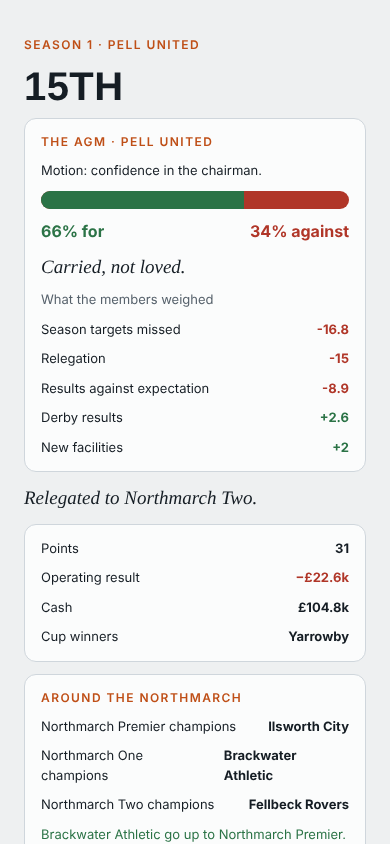 SEASON 1 · PELL UNITED
15TH
THE AGM · PELL UNITED
Motion: confidence in the chairman.
66% for 34% against
Carried, not loved.
What the members weighed
Season targets missed -16.8
Relegation -15
Results against expectation -8.9
Derby results +2.6
New facilities +2
Relegated to Northmarch Two.
Points 31
Operating result −£22.6k
Cash £104.8k
Cup winners Yarrowby
AROUND THE NORTHMARCH
Northmarch Premier champions Ilsworth City
Northmarch One champions Brackwater Athletic
Northmarch Two champions Fellbeck Rovers
Brackwater Athletic go up to Northmarch Premier.